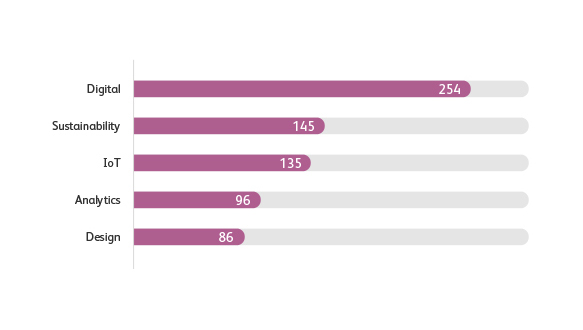 Digital 254
Sustainability 145
IoT 135
Analytics 96
Design 86